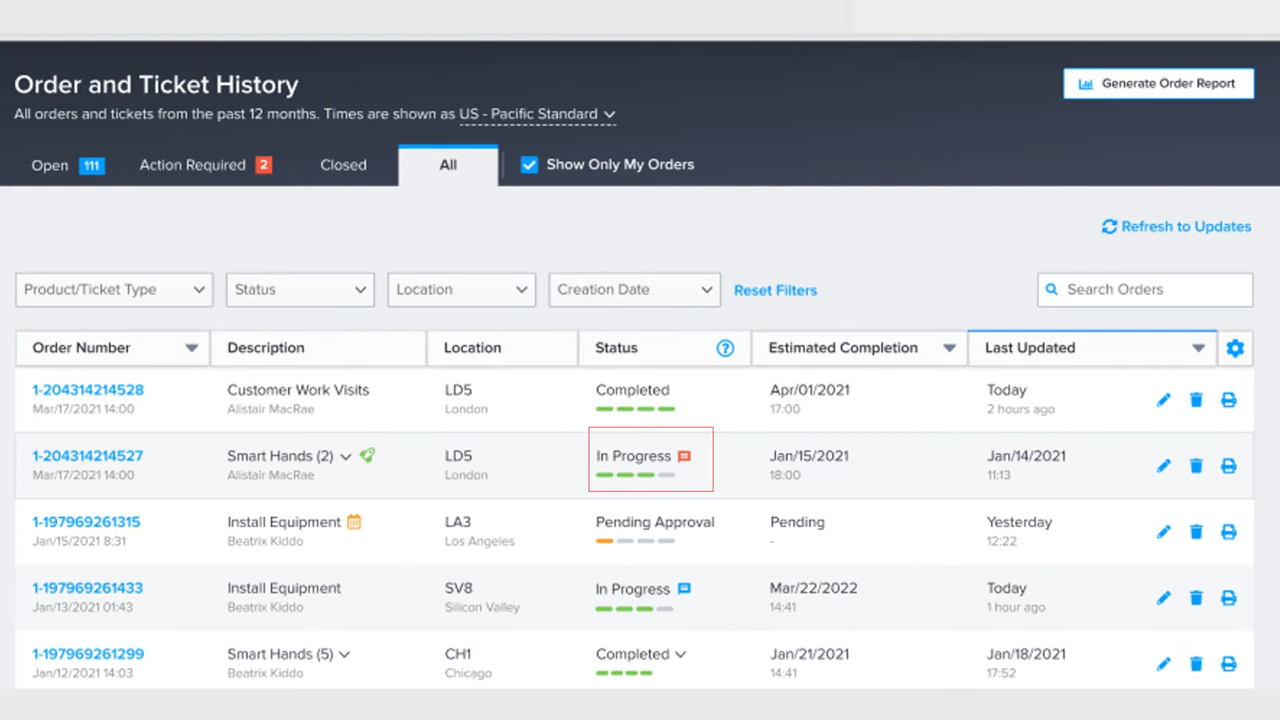 Order and Ticket History
Generate Order Report
All orders and tickets from the past 12 months. Times are shown as US - Pacific Standard
Open 111 Action Required 2 Closed All Show Only My Orders
Refresh to Updates
Product/Ticket Type Status Location Creation Date Reset Filters Search Orders
Order Number Description Location Status ? Estimated Completion Last Updated
1-204314214528 Customer Work Visits LD5 Completed Apr/01/2021 Today
Mar/17/2021 14:00 Alistair MacRae London 17:00 2 hours ago
1-204314214527 Smart Hands (2) LD5 In Progress Jan/15/2021 Jan/14/2021
Mar/17/2021 14:00 Alistair MacRae London 18:00 11:13
1-197969261315 Install Equipment LA3 Pending Approval Pending Yesterday
Jan/15/2021 8:31 Beatrix Kiddo Los Angeles - 12:22
1-197969261433 Install Equipment SV8 In Progress Mar/22/2022 Today
Jan/13/2021 01:43 Beatrix Kiddo Silicon Valley 14:41 1 hour ago
1-197969261299 Smart Hands (5) CH1 Completed Jan/21/2021 Jan/18/2021
Jan/12/2021 14:03 Beatrix Kiddo Chicago 14:41 17:52